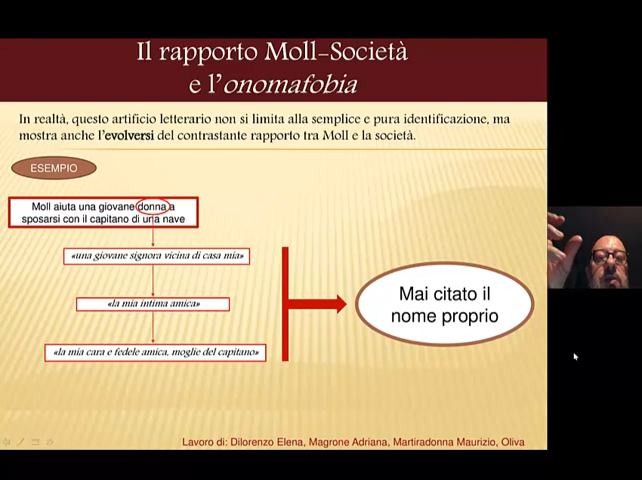 Il rapporto Moll-Società
e l'onomafobia
In realtà, questo artificio letterario non si limita alla semplice e pura identificazione, ma
mostra anche l'evolversi del contrastante rapporto tra Moll e la società.
ESEMPIO
Moll aiuta una giovane donna a
sposarsi con il capitano di una nave
«una giovane signora vicina di casa mia»
«la mia intima amica»
«la mia cara e fedele amica, moglie del capitano»
Mai citato il
nome proprio
Lavoro di: Dilorenzo Elena, Magrone Adriana, Martiradonna Maurizio, Oliva